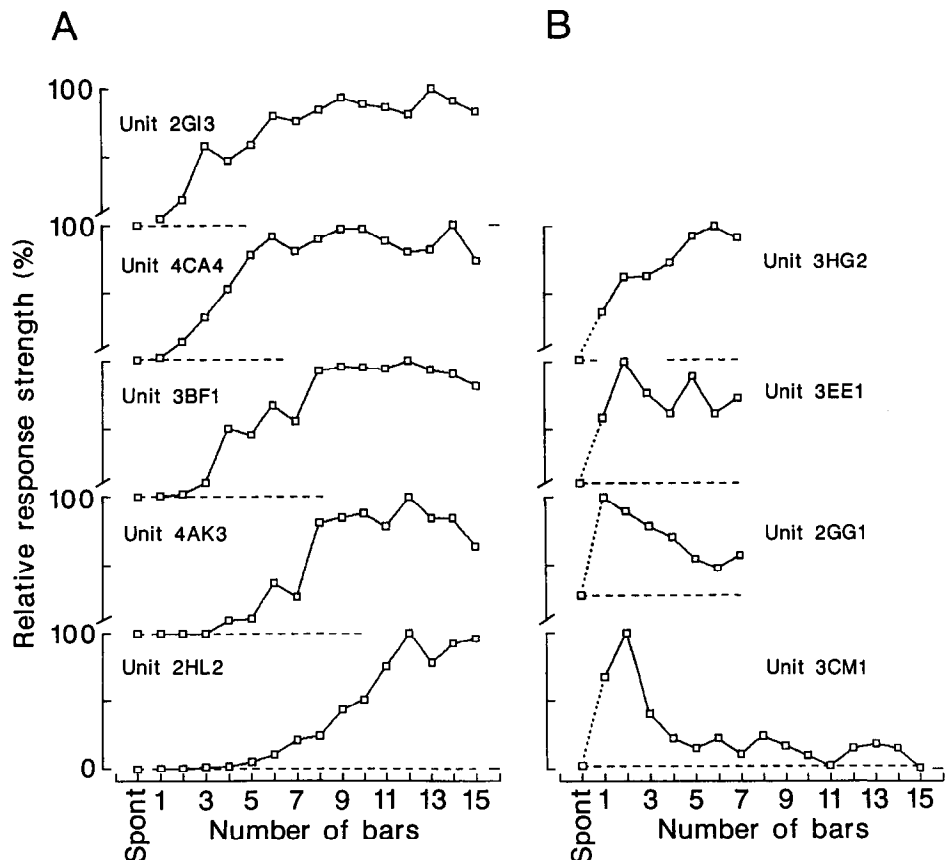 A
B
100
Unit 2GI3
100
Unit 4CA4
Unit 3HG2
Unit 3BF1
Unit 3EE1
100
Unit 4AK3
Unit 2GG1
100
Unit 2HL2
Unit 3CM1
0
Relative response strength (%)
Spont 1 3 5 7 9 11 13 15
Spont 1 3 5 7 9 11 13 15
Number of bars
Number of bars